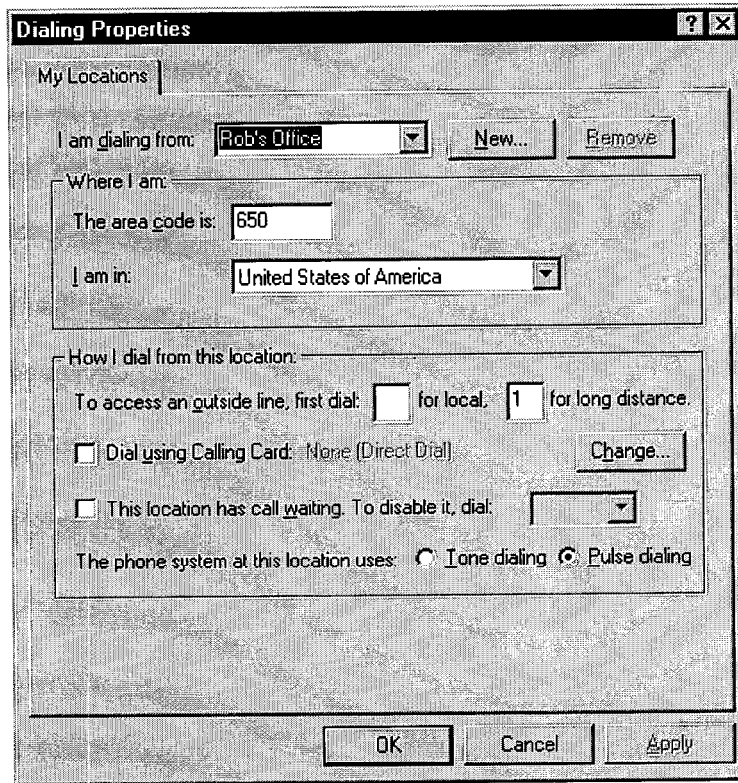 Dialing Properties
My Locations
I am dialing from: Rob's Office New... Remove
Where I am:
The area code is: 650
I am in: United States of America
How I dial from this location:
To access an outside line, first dial: for local, 1 for long distance.
Dial using Calling Card: None (Direct Dial) Change...
This location has call waiting. To disable it, dial:
The phone system at this location uses: Tone dialing Pulse dialing
OK Cancel Apply